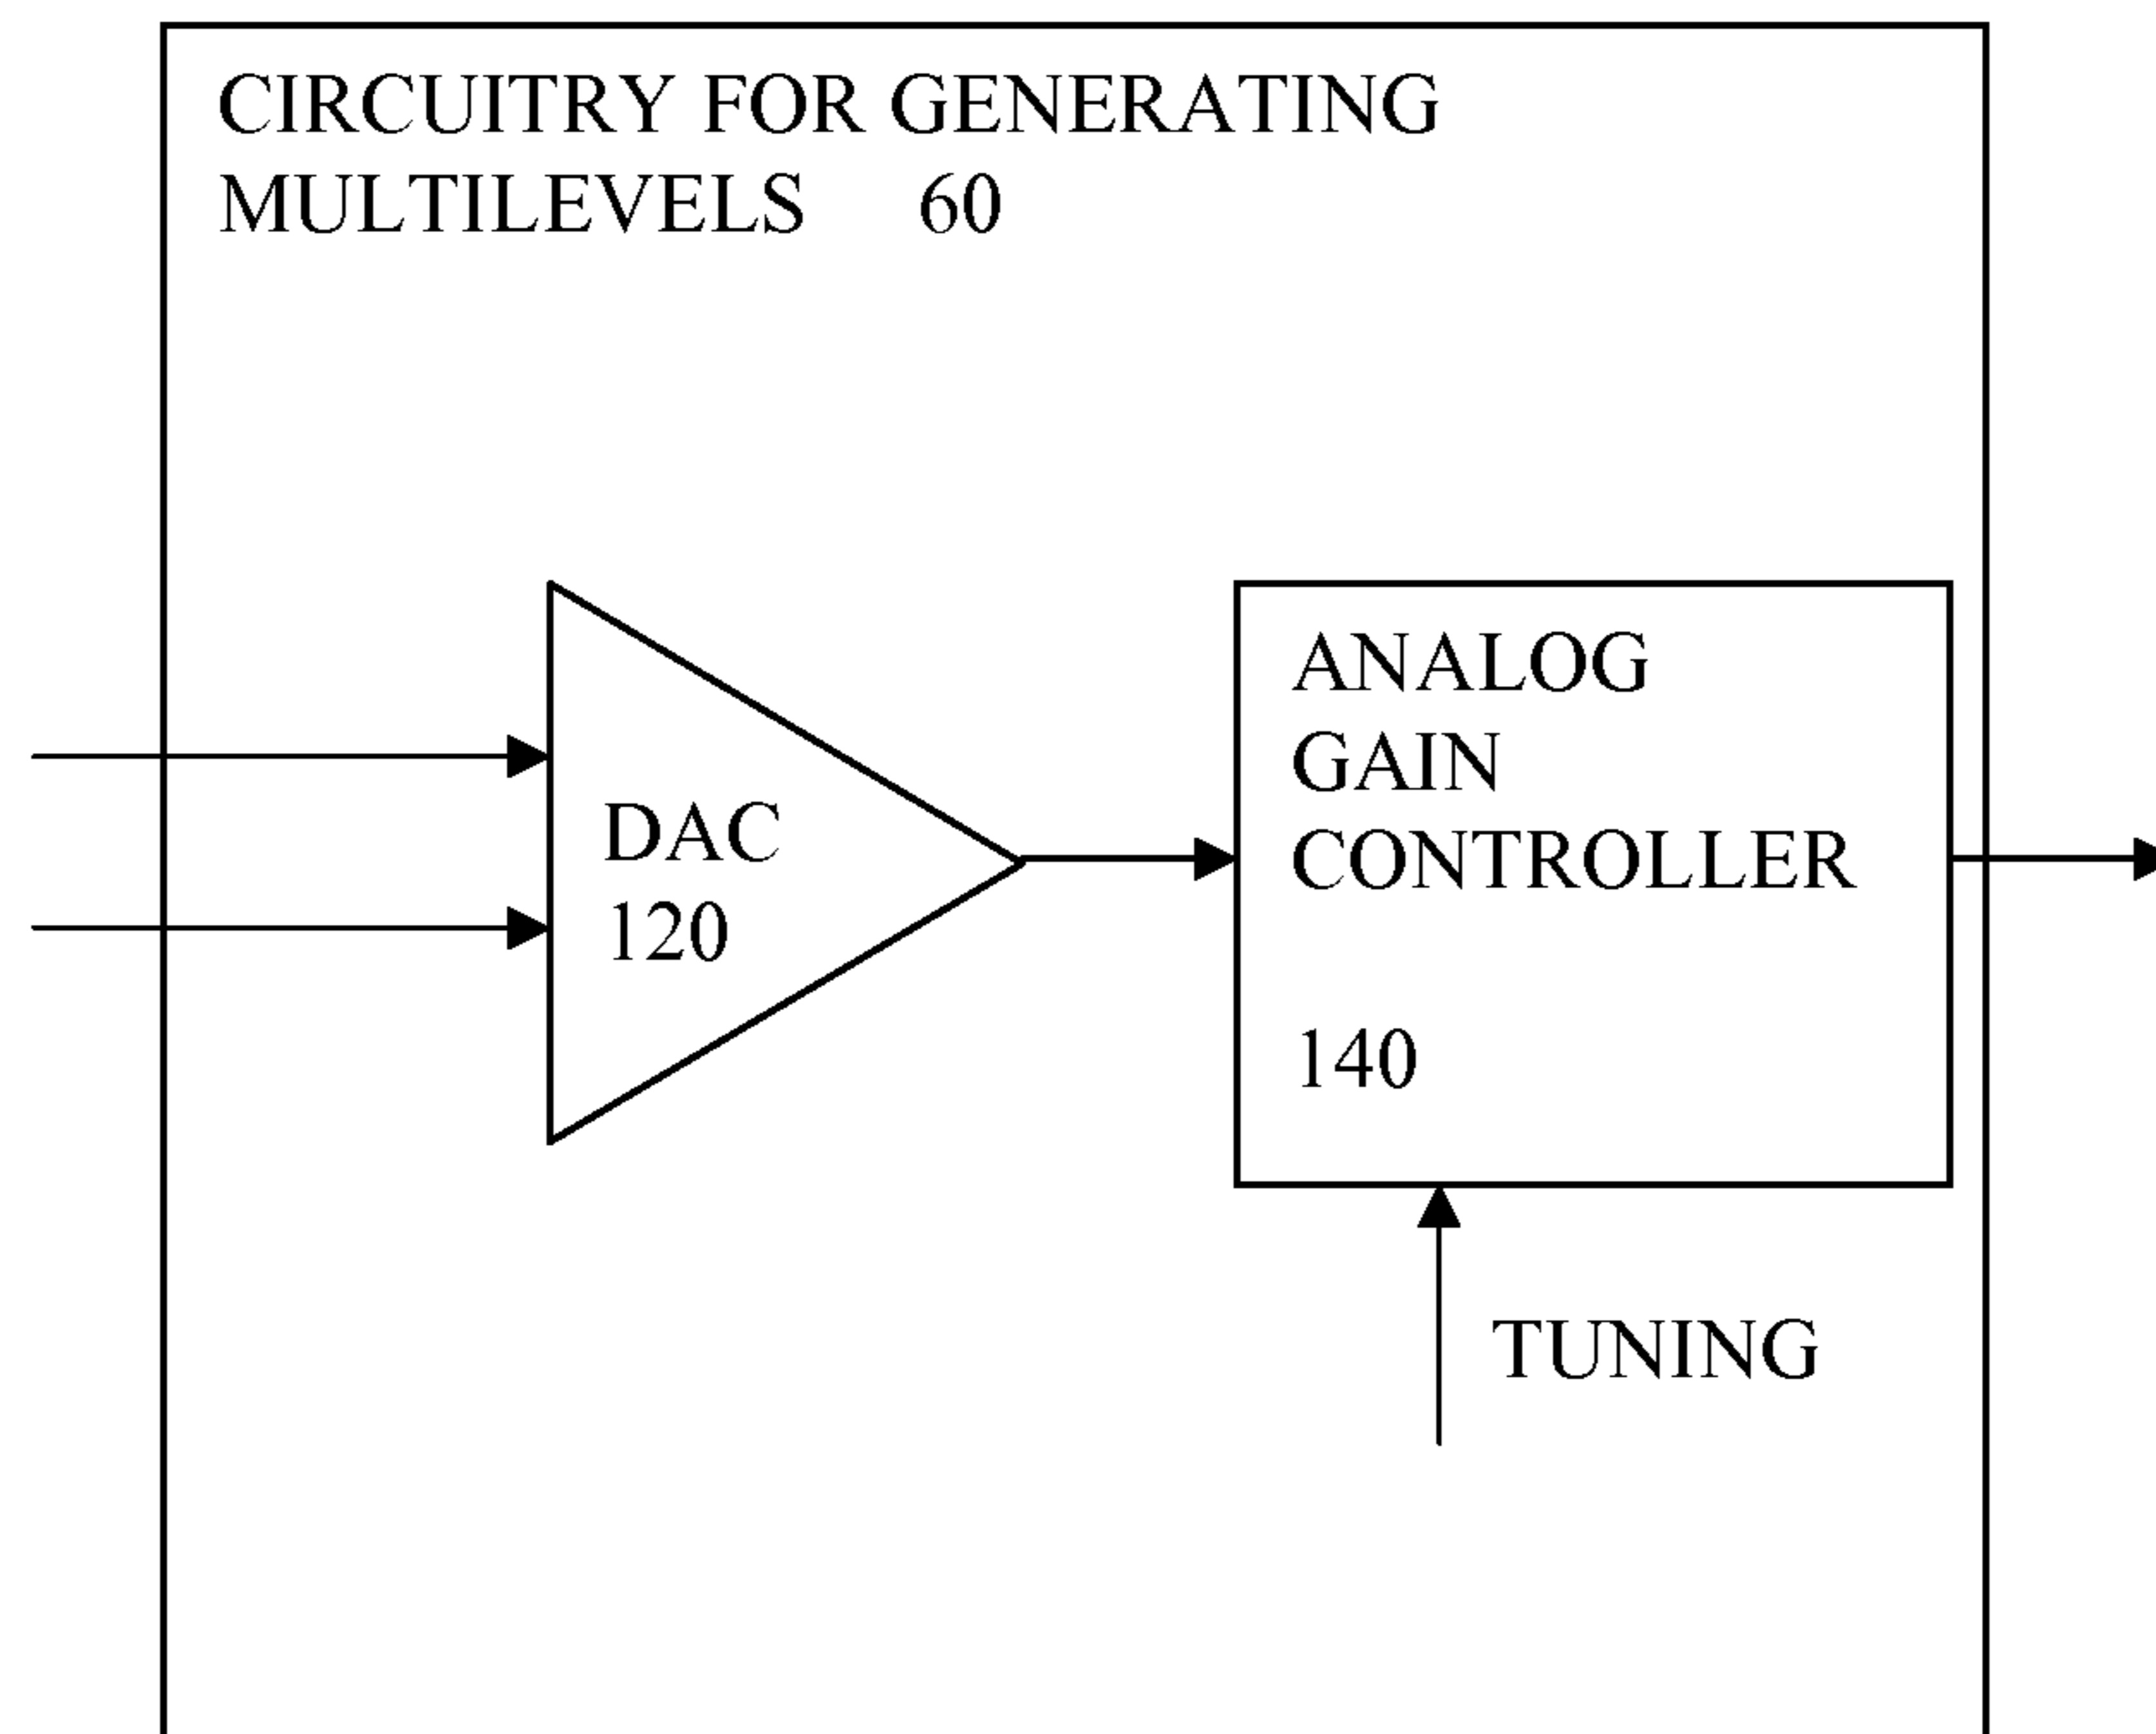 CIRCUITRY FOR GENERATING
MULTILEVELS 60
DAC
120
ANALOG
GAIN
CONTROLLER
140
TUNING